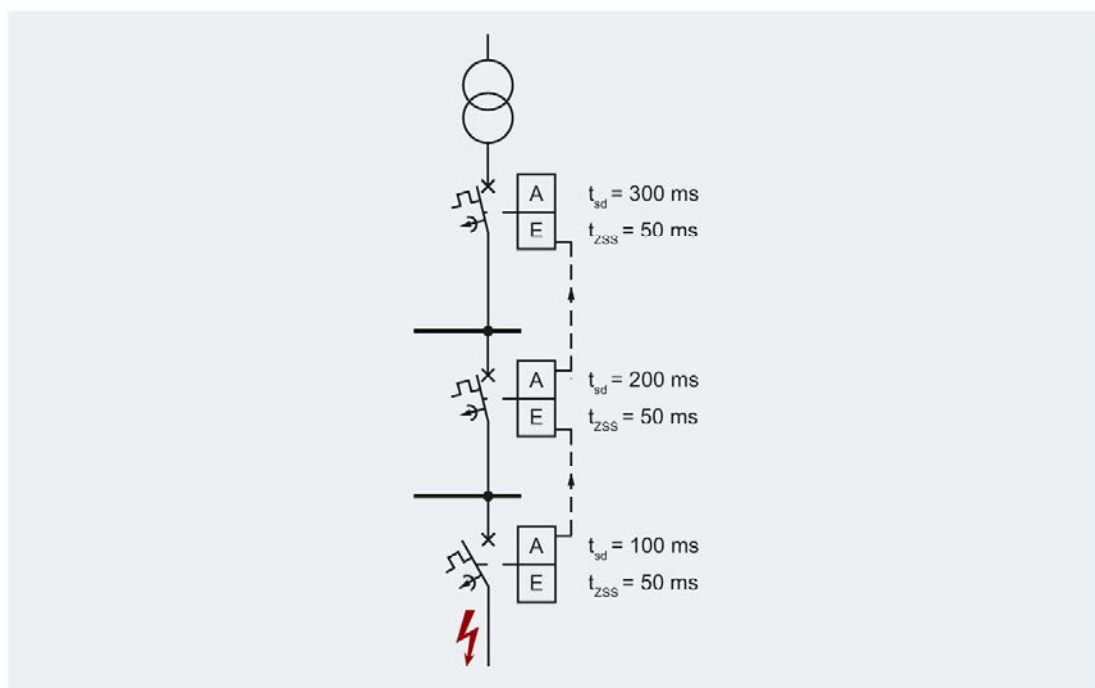 A
t_sd = 300 ms
E
t_ZSS = 50 ms
A
t_sd = 200 ms
E
t_ZSS = 50 ms
A
t_sd = 100 ms
E
t_ZSS = 50 ms